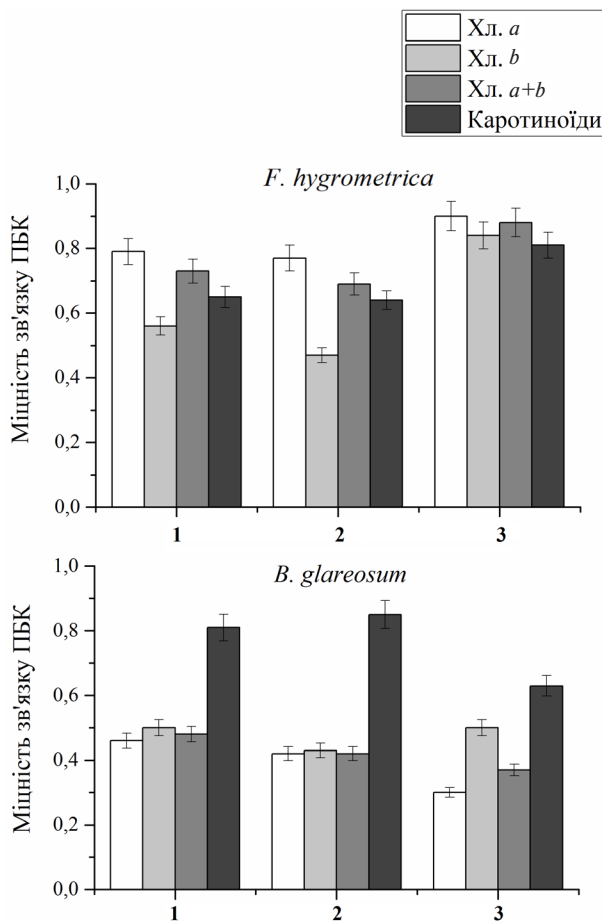 Хл. a
Хл. b
Хл. a+b
Каротиноїди
F. hygrometrica
Міцність зв'язку ПБК
1,0
0,8
0,6
0,4
0,2
0,0
1 2 3
B. glareosum
Міцність зв'язку ПБК
1,0
0,8
0,6
0,4
0,2
0,0
1 2 3